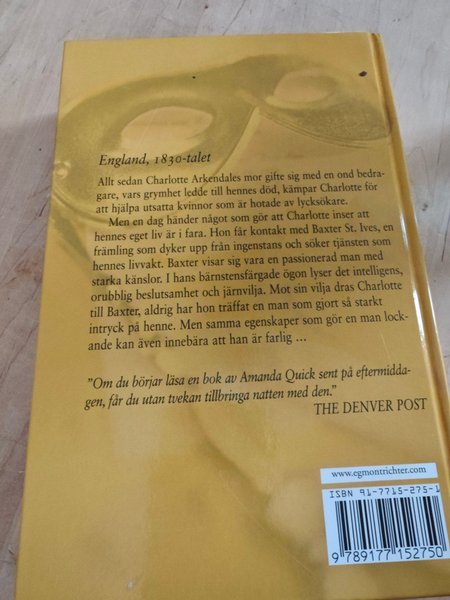 England, 1830-talet
Allt sedan Charlotte Arkendales mor gifte sig med en ond bedra-
gare, vars grymhet ledde till hennes död, kämpar Charlotte för
att hjälpa utsatta kvinnor som är hotade av lycksökare.
Men en dag händer något som gör att Charlotte inser att
hennes eget liv är i fara. Hon får kontakt med Baxter St. Ives, en
främling som dyker upp från ingenstans och söker tjänsten som
hennes livvakt. Baxter visar sig vara en passionerad man med
starka känslor. I hans bärnstensfärgade ögon lyser det intelligens,
orubblig beslutsamhet och järnvilja. Mot sin vilja dras Charlotte
till Baxter, aldrig har hon träffat en man som gjort så starkt
intryck på henne. Men samma egenskaper som gör en man lock-
ande kan även innebära att han är farlig ...
”Om du börjar läsa en bok av Amanda Quick sent på eftermidda-
gen, får du utan tvekan tillbringa natten med den.”
THE DENVER POST
www.egmontrichter.com
ISBN 91-7715-275-1
9 789177 152750